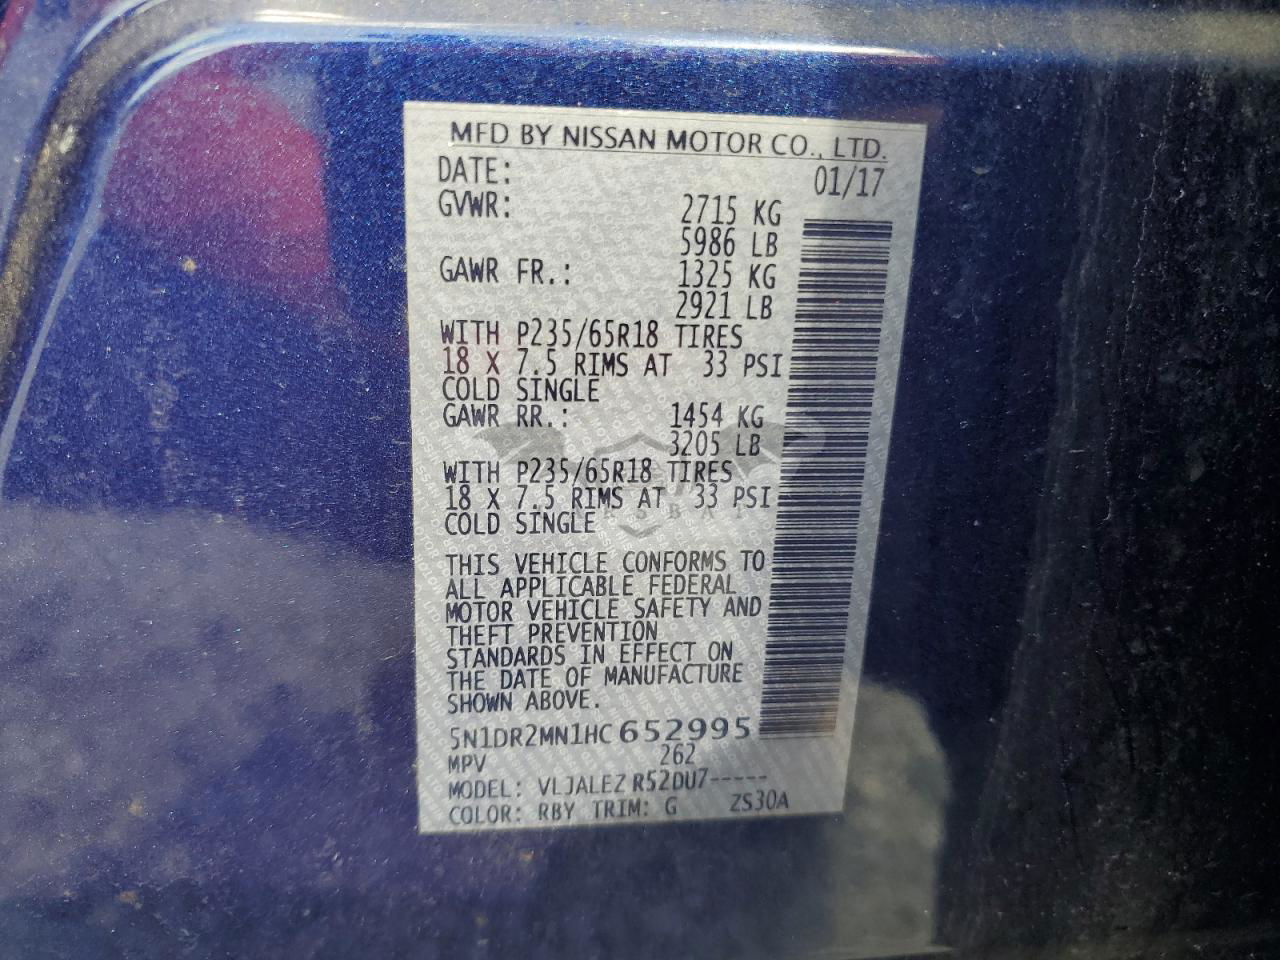 MFD BY NISSAN MOTOR CO., LTD.
DATE: 01/17
GVWR: 2715 KG
5986 LB
GAWR FR.: 1325 KG
2921 LB
WITH P235/65R18 TIRES
18 X 7.5 RIMS AT 33 PSI
COLD SINGLE
GAWR RR.: 1454 KG
3205 LB
WITH P235/65R18 TIRES
18 X 7.5 RIMS AT 33 PSI
COLD SINGLE
THIS VEHICLE CONFORMS TO
ALL APPLICABLE FEDERAL
MOTOR VEHICLE SAFETY AND
THEFT PREVENTION
STANDARDS IN EFFECT ON
THE DATE OF MANUFACTURE
SHOWN ABOVE.
5N1DR2MN1HC652995
MPV 262
MODEL: VLJALEZ R52DU7-----
COLOR: RBY TRIM: G ZS30A